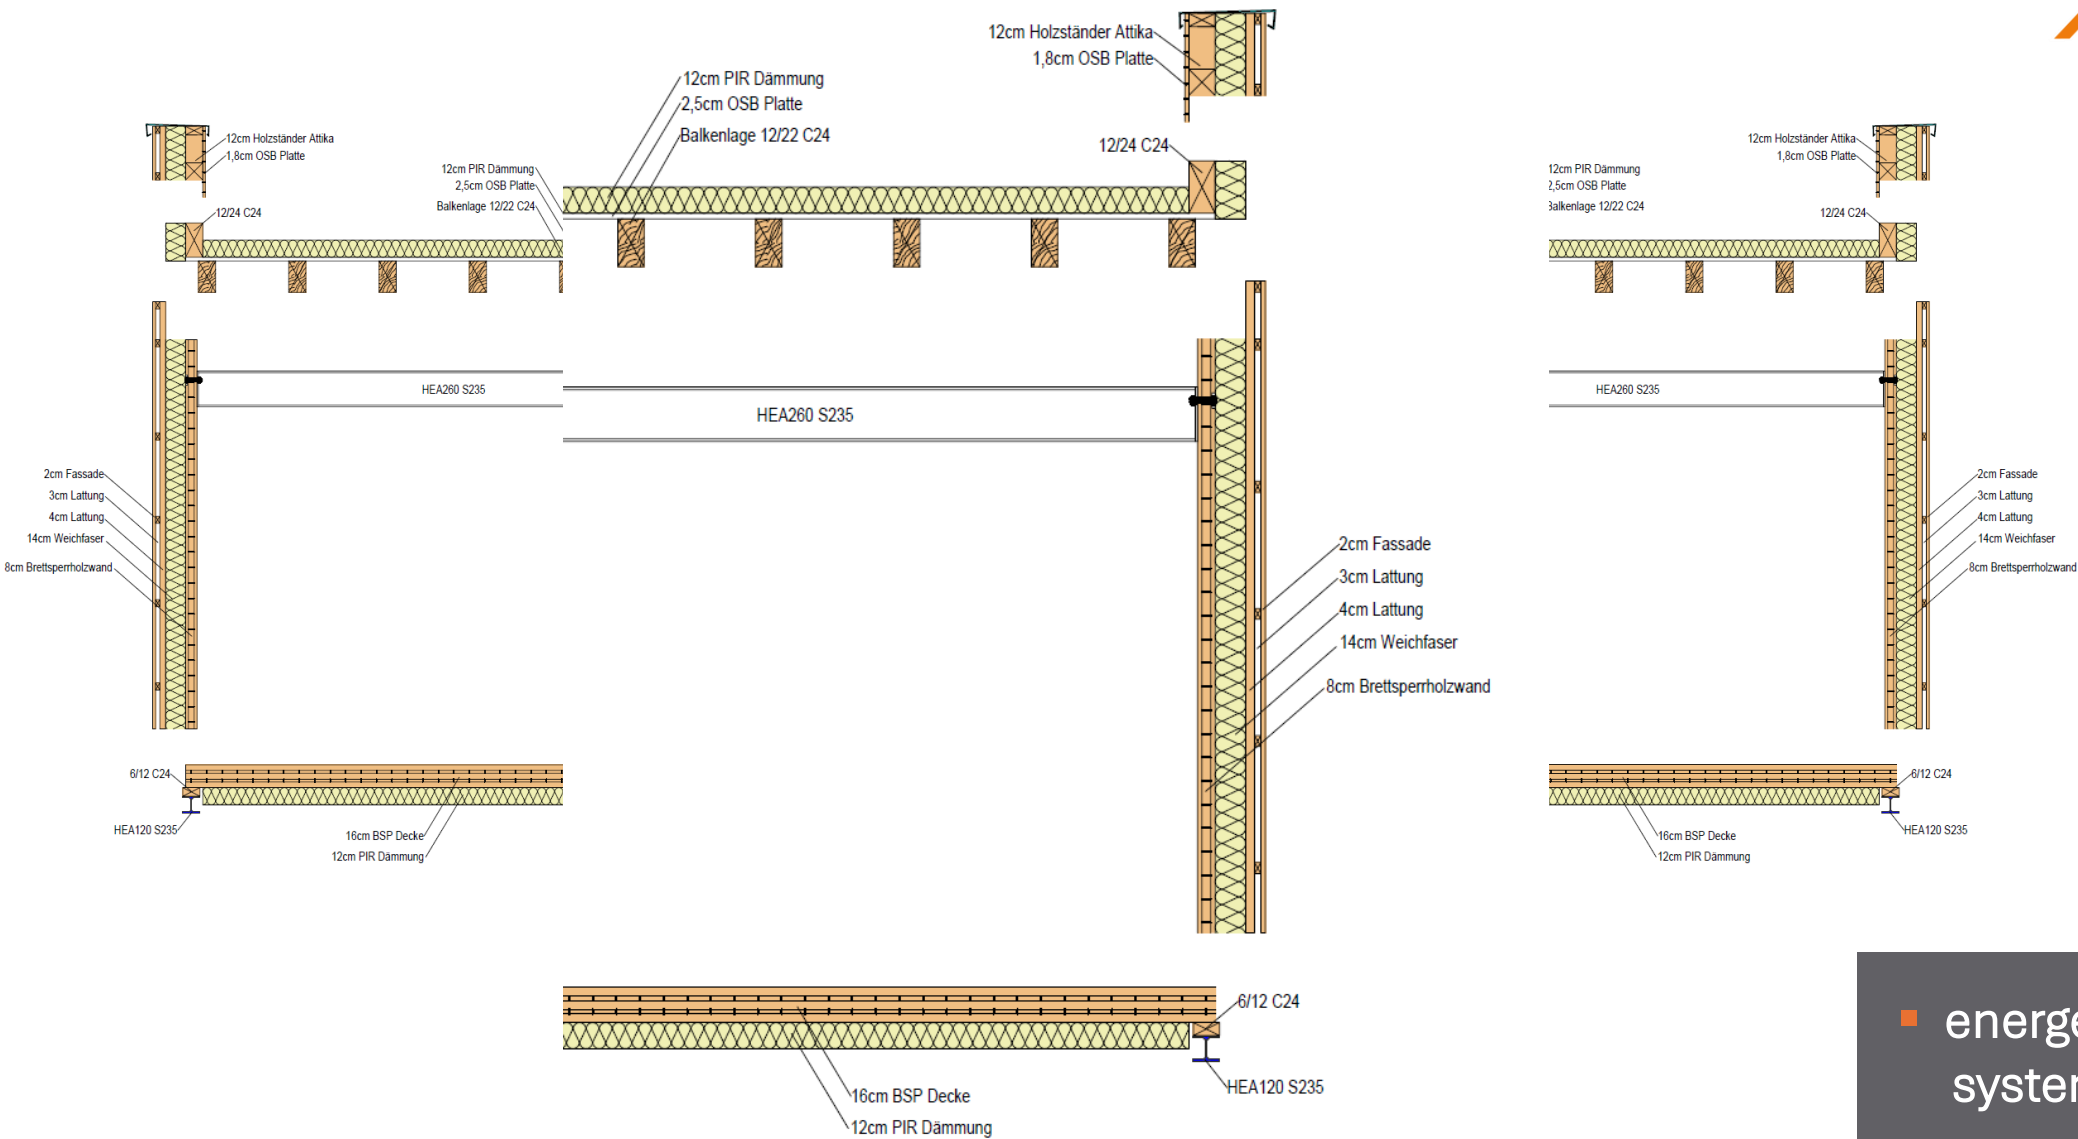 12cm Holzständer Attika
1,8cm OSB Platte
12/24 C24
12cm PIR Dämmung
2,5cm OSB Platte
Balkenlage 12/22 C24
HEA260 S235
2cm Fassade
3cm Lattung
4cm Lattung
14cm Weichfaser
8cm Brettsperrholzwand
6/12 C24
HEA120 S235
16cm BSP Decke
12cm PIR Dämmung
12cm Holzständer Attika
1,8cm OSB Platte
12cm PIR Dämmung
2,5cm OSB Platte
Balkenlage 12/22 C24
12/24 C24
HEA260 S235
2cm Fassade
3cm Lattung
4cm Lattung
14cm Weichfaser
8cm Brettsperrholzwand
6/12 C24
HEA120 S235
16cm BSP Decke
12cm PIR Dämmung
12cm Holzständer Attika
1,8cm OSB Platte
12cm PIR Dämmung
2,5cm OSB Platte
Balkenlage 12/22 C24
12/24 C24
HEA260 S235
2cm Fassade
3cm Lattung
4cm Lattung
14cm Weichfaser
8cm Brettsperrholzwand
6/12 C24
HEA120 S235
16cm BSP Decke
12cm PIR Dämmung